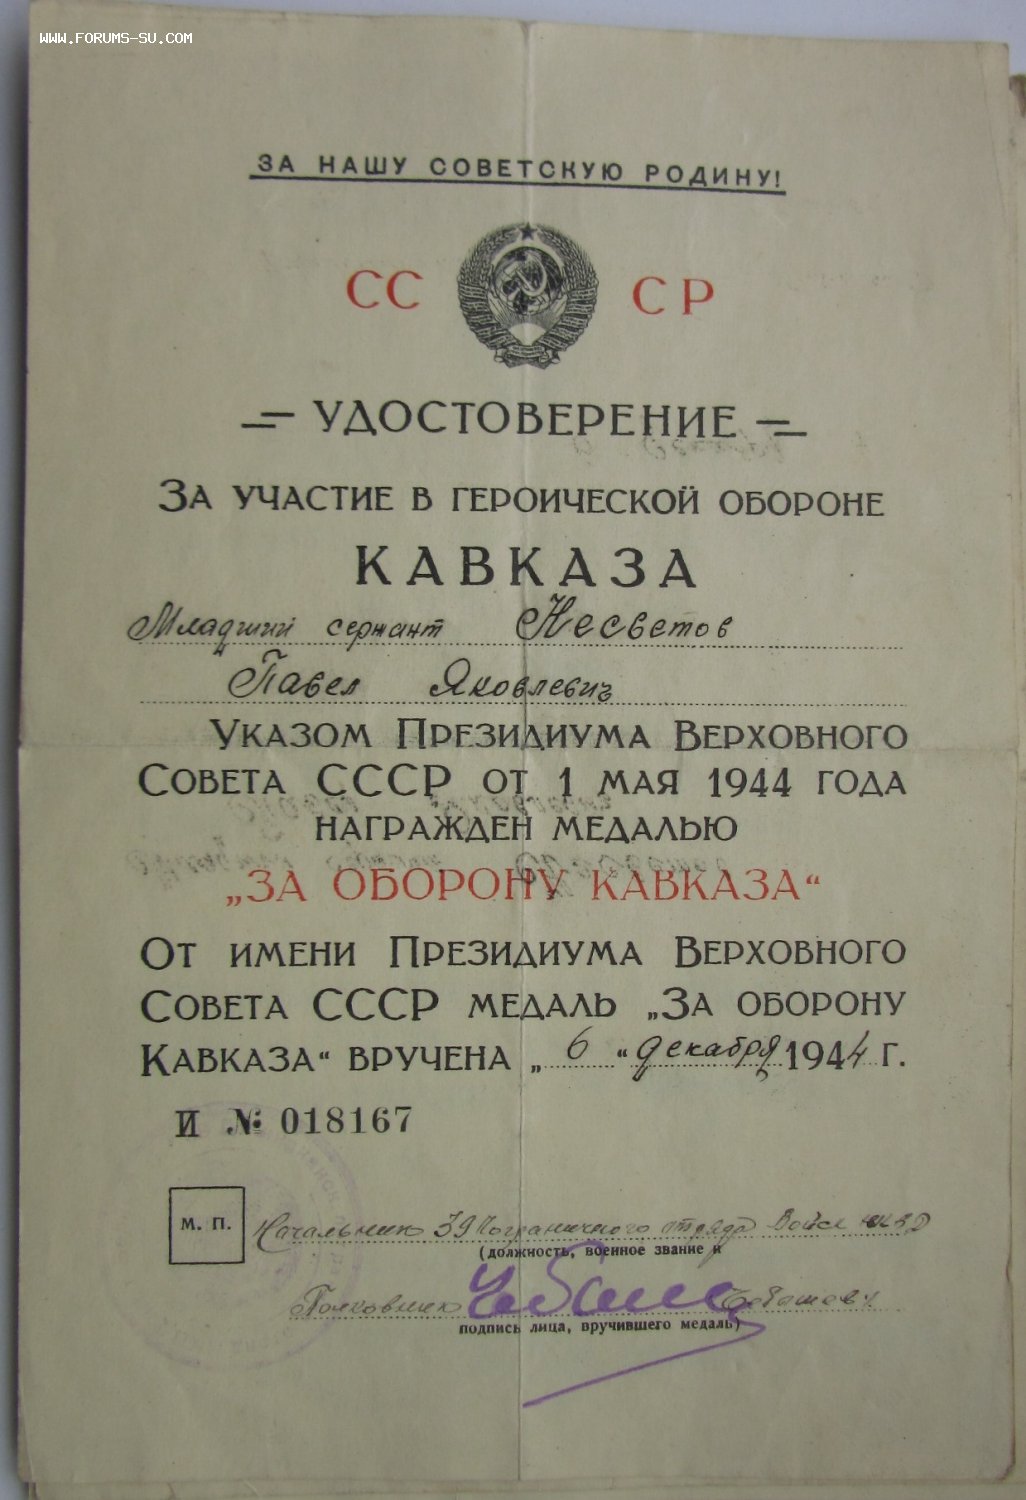 WWW.FORUMS-SU.COM
ЗА НАШУ СОВЕТСКУЮ РОДИНУ!
СС СР
УДОСТОВЕРЕНИЕ
ЗА УЧАСТИЕ В ГЕРОИЧЕСКОЙ ОБОРОНЕ
КАВКАЗА
Младший сержант Несветов
Павел Яковлевич
УКАЗОМ ПРЕЗИДИУМА ВЕРХОВНОГО
СОВЕТА СССР ОТ 1 МАЯ 1944 ГОДА
НАГРАЖДЕН МЕДАЛЬЮ
„ЗА ОБОРОНУ КАВКАЗА“
ОТ ИМЕНИ ПРЕЗИДИУМА ВЕРХОВНОГО
СОВЕТА СССР МЕДАЛЬ „ЗА ОБОРОНУ
КАВКАЗА“ ВРУЧЕНА „ 6 “ декабря 1944 Г.
И № 018167
М. П. Начальник 39 Пограничного отряда Войск НКВД
(должность, военное звание и
Полковник
подпись лица, вручившего медаль)